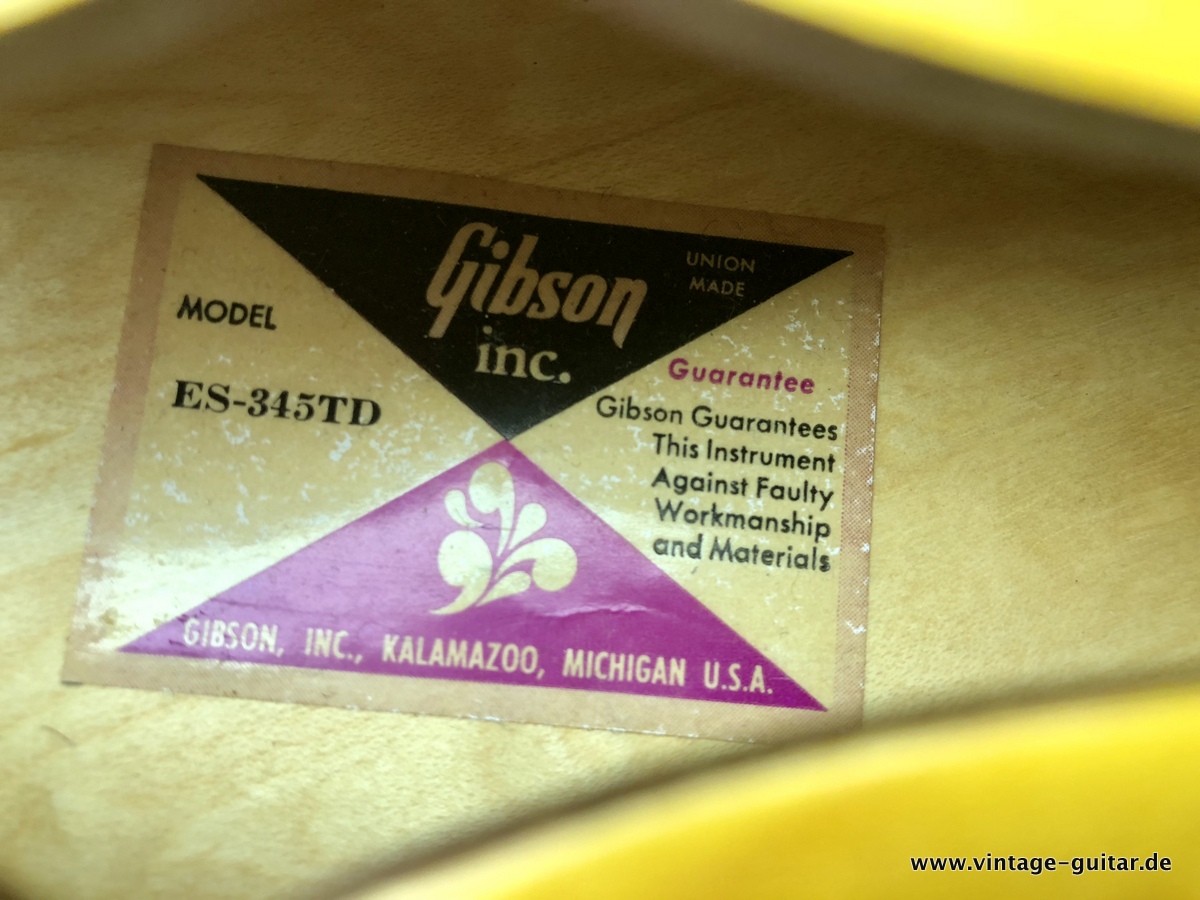 Gibson
inc.
UNION
MADE
MODEL
ES-345TD
Guarantee
Gibson Guarantees
This Instrument
Against Faulty
Workmanship
and Materials
GIBSON, INC., KALAMAZOO, MICHIGAN U.S.A.
www.vintage-guitar.de